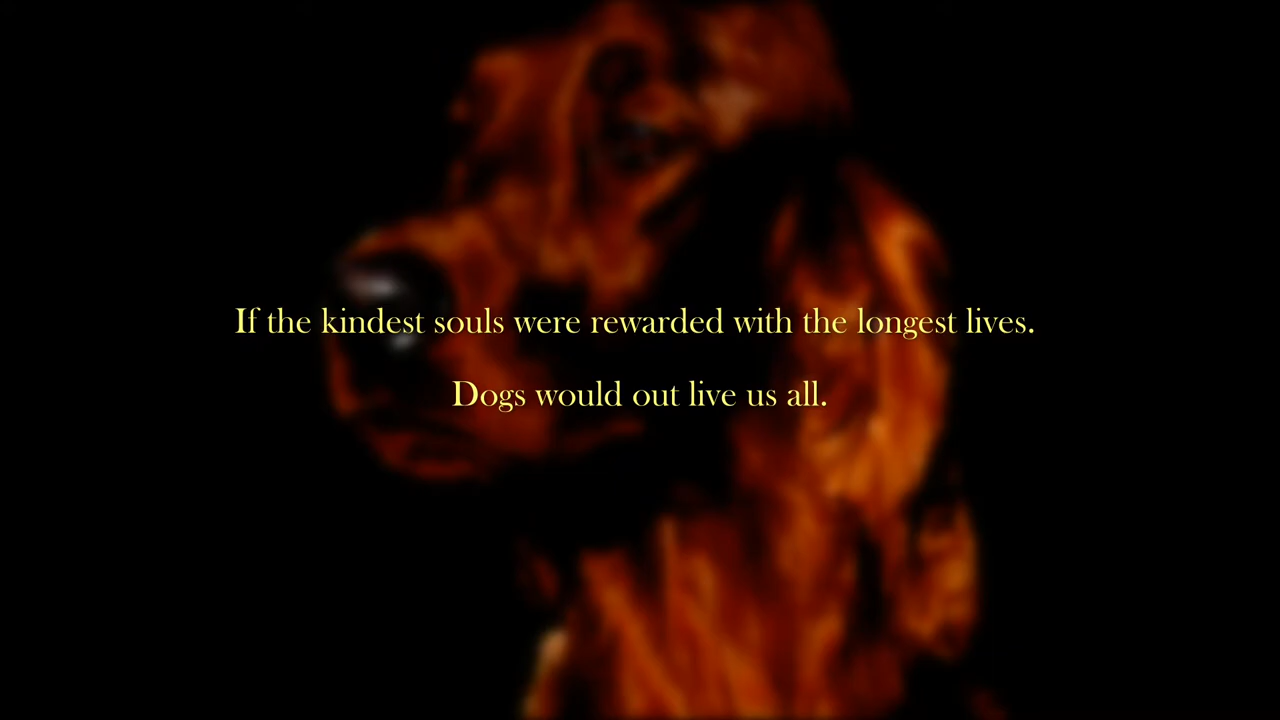 If the kindest souls were rewarded with the longest lives.
Dogs would out live us all.